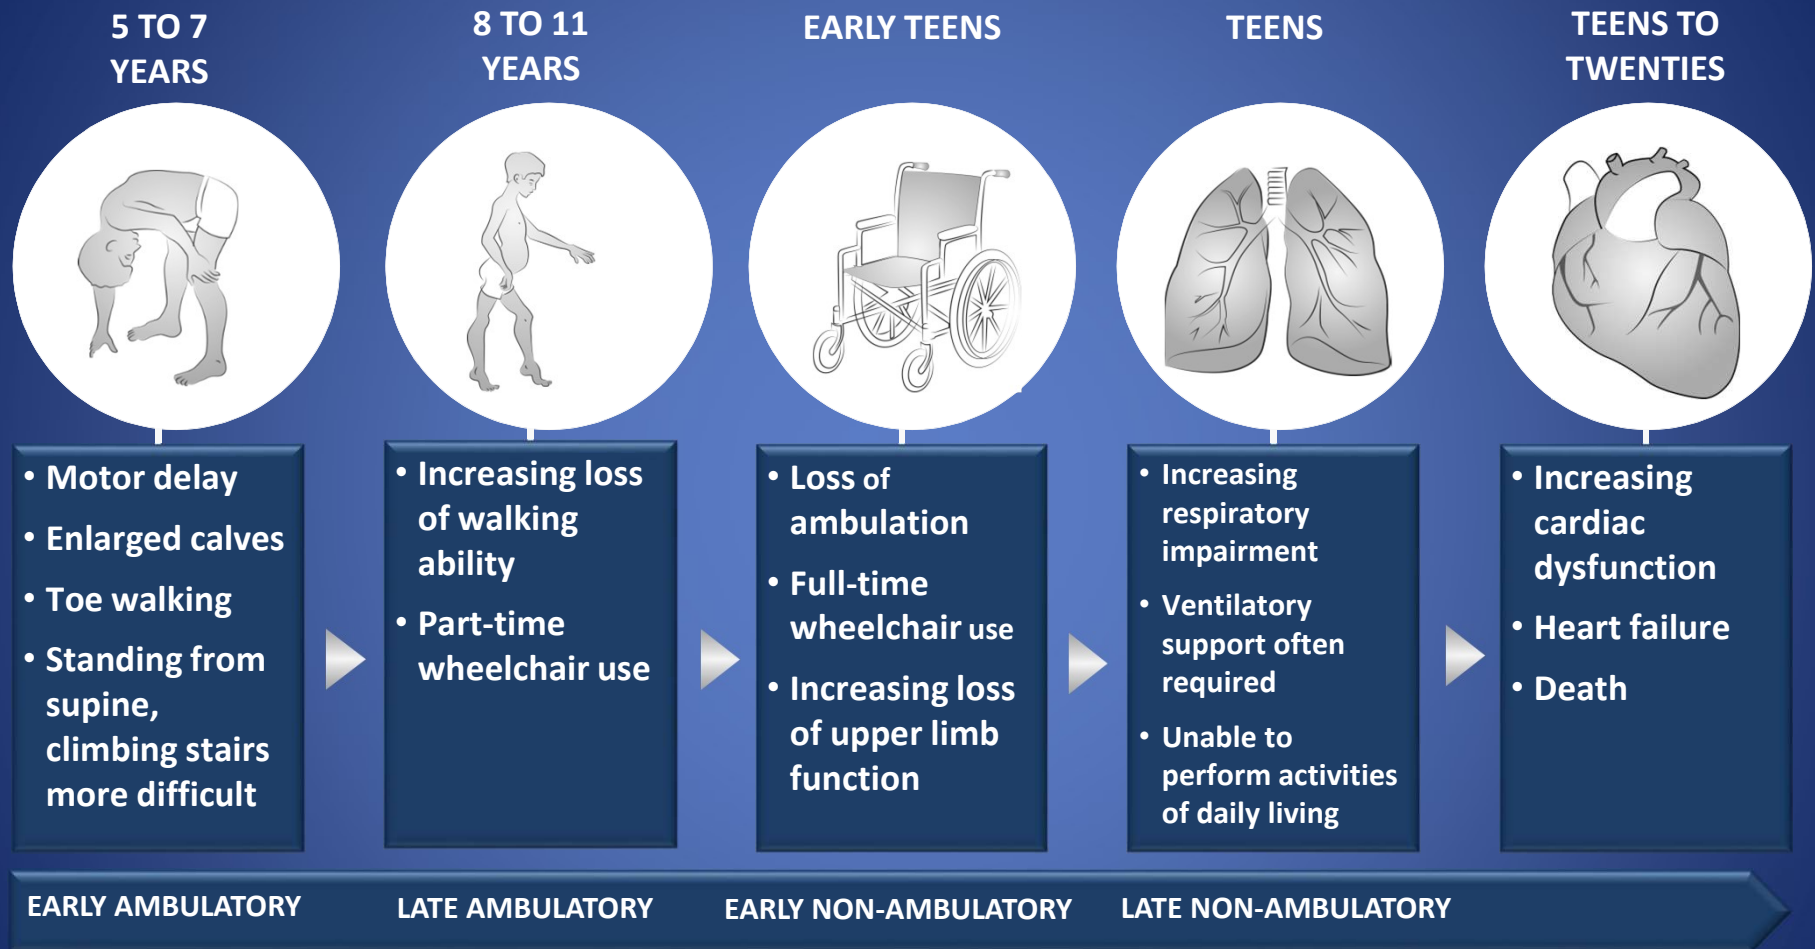 5 TO 7
YEARS
8 TO 11
YEARS
EARLY TEENS
TEENS
TEENS TO
TWENTIES
• Motor delay
• Enlarged calves
• Toe walking
• Standing from
supine,
climbing stairs
more difficult
• Increasing loss
of walking
ability
• Part-time
wheelchair use
• Loss of
ambulation
• Full-time
wheelchair use
• Increasing loss
of upper limb
function
• Increasing
respiratory
impairment
• Ventilatory
support often
required
• Unable to
perform activities
of daily living
• Increasing
cardiac
dysfunction
• Heart failure
• Death
EARLY AMBULATORY
LATE AMBULATORY
EARLY NON-AMBULATORY
LATE NON-AMBULATORY